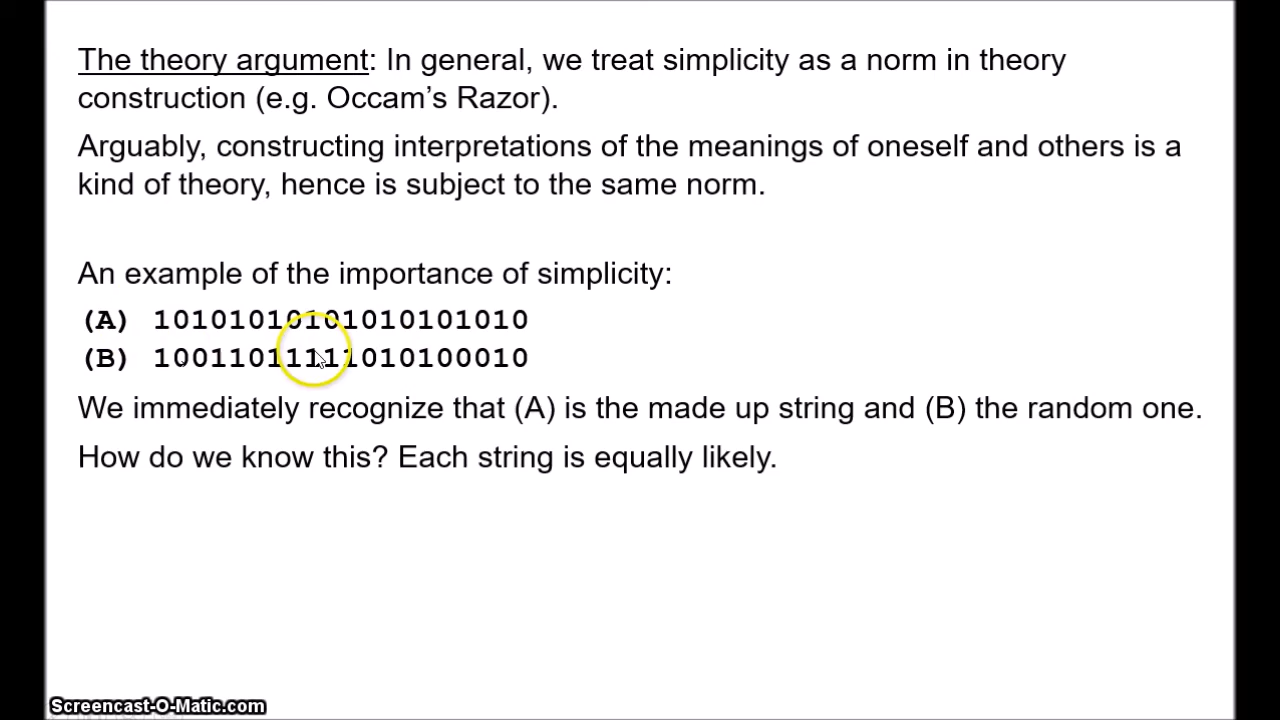 The theory argument: In general, we treat simplicity as a norm in theory
construction (e.g. Occam’s Razor).
Arguably, constructing interpretations of the meanings of oneself and others is a
kind of theory, hence is subject to the same norm.
An example of the importance of simplicity:
(A) 10101010101010101010
(B) 10011011111010100010
We immediately recognize that (A) is the made up string and (B) the random one.
How do we know this? Each string is equally likely.
Screencast-O-Matic.com